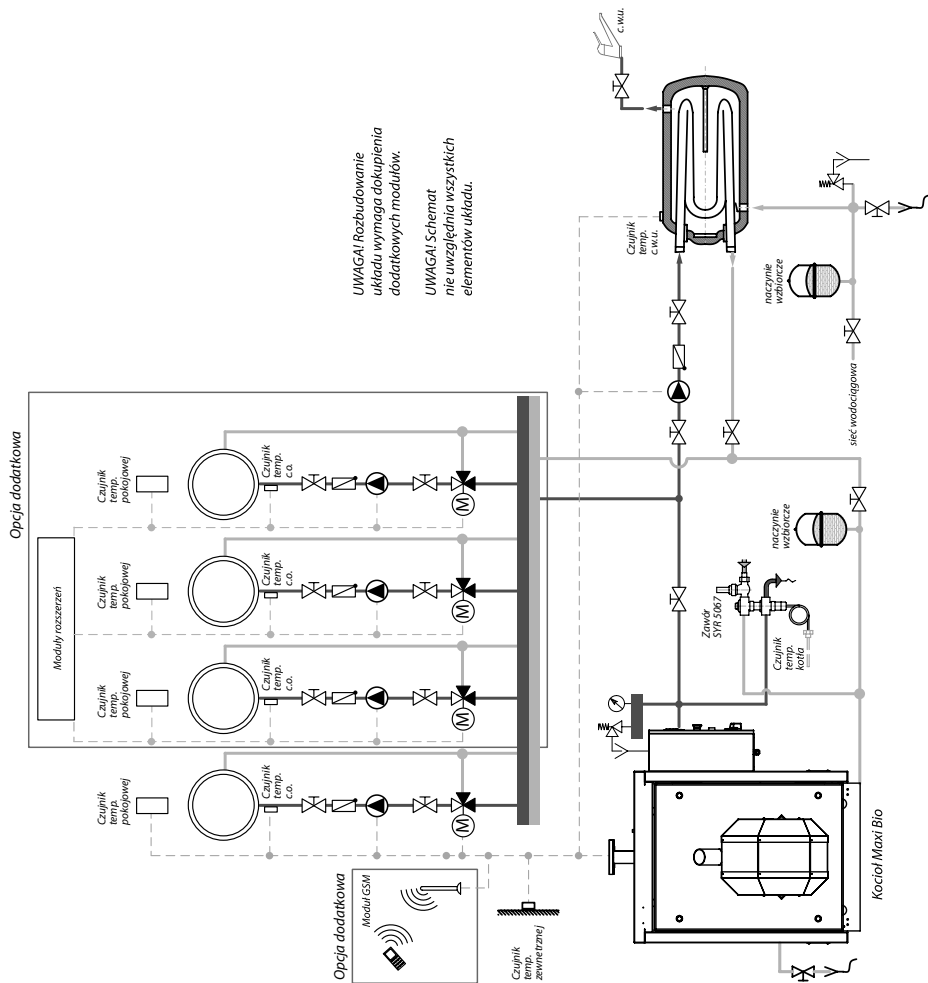 Opcja dodatkowa
Moduły rozszerzeń
Czujnik
temp.
pokojowej
Czujnik
temp.
pokojowej
Czujnik
temp.
pokojowej
Czujnik
temp.
pokojowej
Czujnik
temp.
c.o.
Czujnik
temp.
c.o.
Czujnik
temp.
c.o.
Czujnik
temp.
c.o.
M
M
M
M
Opcja dodatkowa
Moduł GSM
UWAGA! Rozbudowanie
układu wymaga dokupienia
dodatkowych modułów.
UWAGA! Schemat
nie uwzględnia wszystkich
elementów układu.
Czujnik
temp.
zewnetrznej
c.w.u.
Czujnik
temp.
c.w.u.
Zawór
SYR 5067
Czujnik
temp.
kotła
naczynie
wzbiorcze
naczynie
wzbiorcze
sieć wodociągowa
Kocioł Maxi Bio